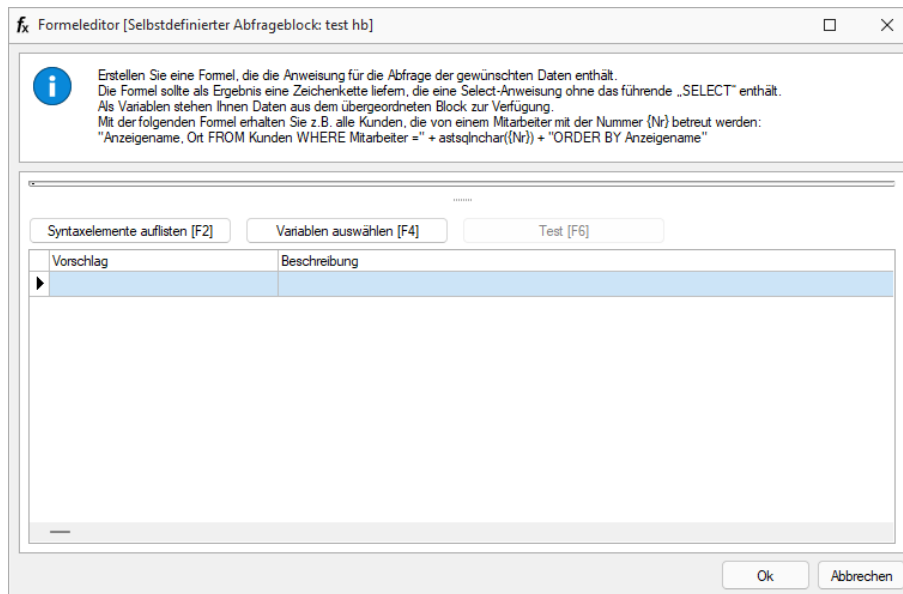 fx Formeleditor [Selbstdefinierter Abfrageblock: test hb]
Erstellen Sie eine Formel, die die Anweisung für die Abfrage der gewünschten Daten enthält.
Die Formel sollte als Ergebnis eine Zeichenkette liefern, die eine Select-Anweisung ohne das führende „SELECT" enthält.
Als Variablen stehen Ihnen Daten aus dem übergeordneten Block zur Verfügung.
Mit der folgenden Formel erhalten Sie z.B. alle Kunden, die von einem Mitarbeiter mit der Nummer {Nr} betreut werden:
"Anzeigename, Ort FROM Kunden WHERE Mitarbeiter =" + astsqlnchar({Nr}) + "ORDER BY Anzeigename"
Syntaxelemente auflisten [F2] Variablen auswählen [F4] Test [F6]
Vorschlag Beschreibung
Ok Abbrechen